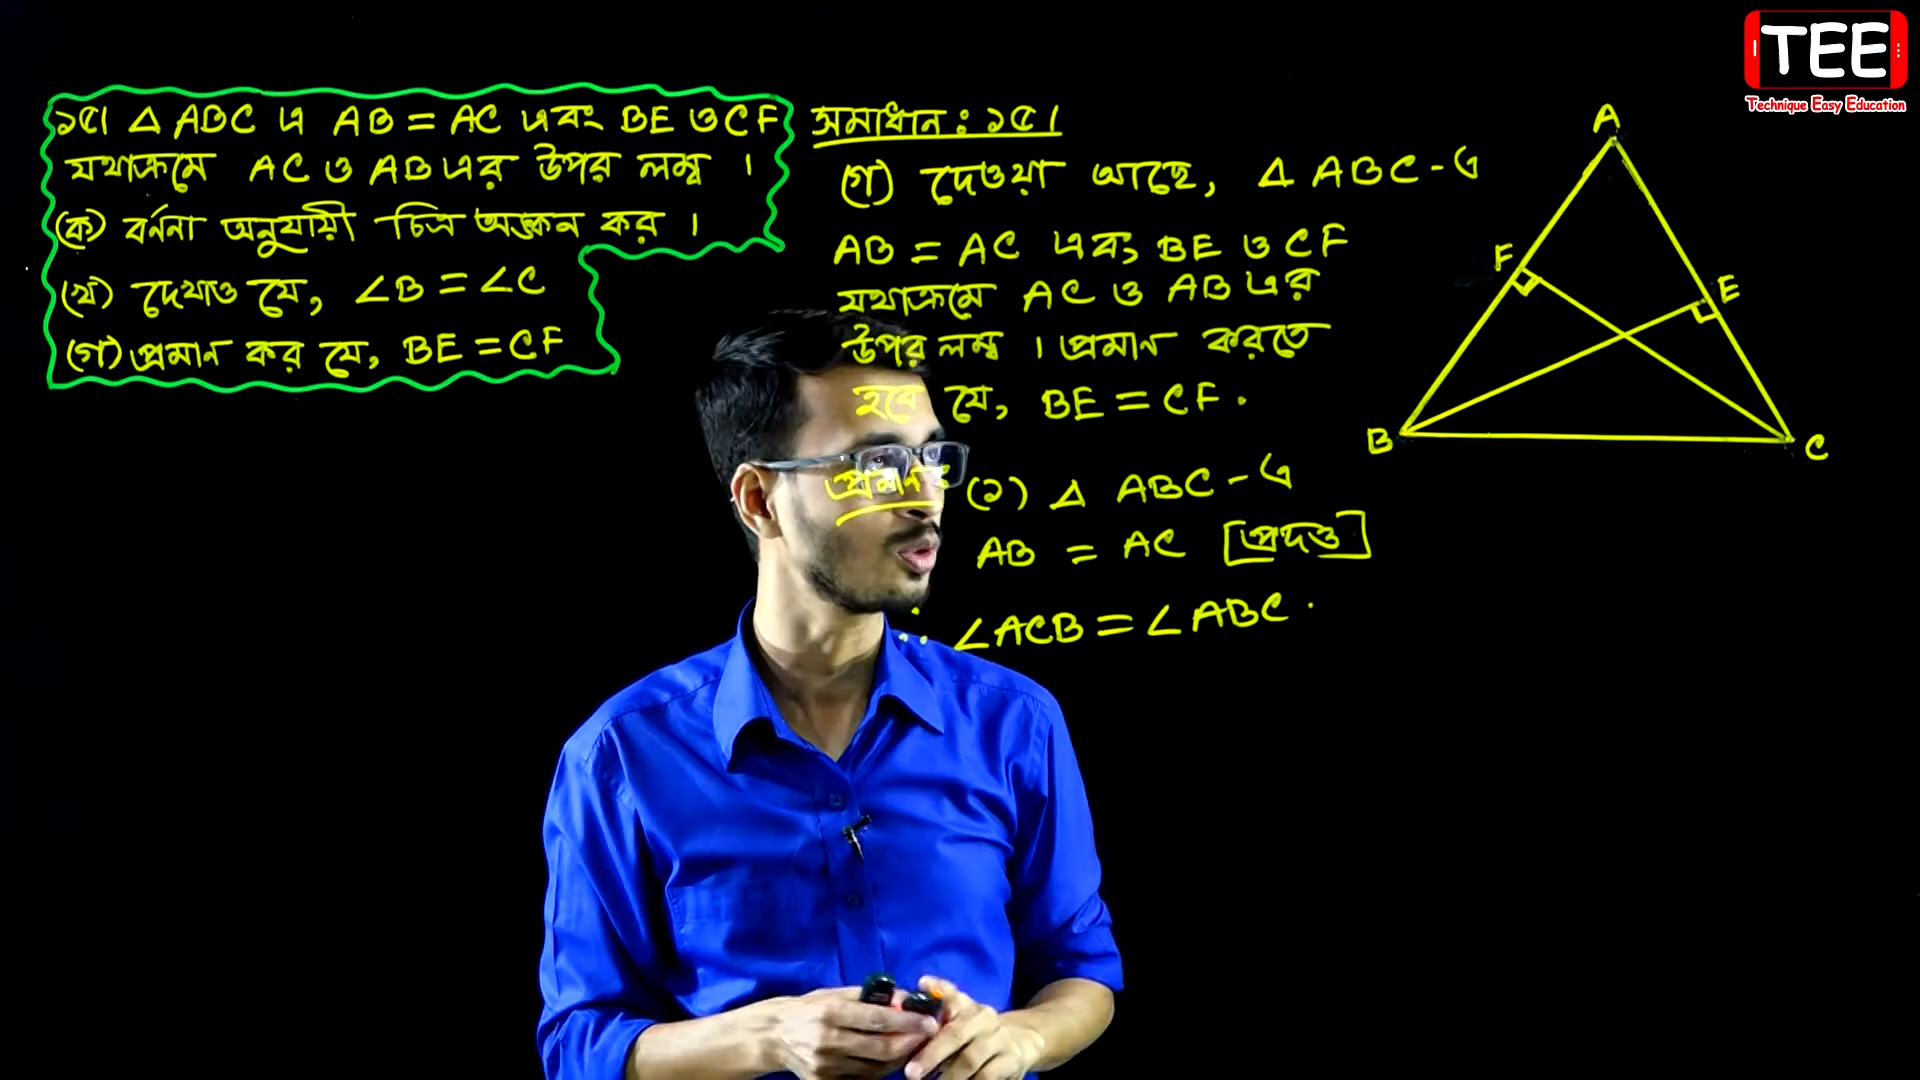 ১৫। △ ABC এ AB = AC এবং BE ও CF
যথাক্রমে AC ও AB এর উপর লম্ব ।
(ক) বর্ননা অনুযায়ী চিত্র অঙ্কন কর ।
(খ) দেখাও যে, ∠B = ∠C
(গ) প্রমান কর যে, BE = CF
সমাধান : ১৫।
(গ) দেওয়া আছে, △ ABC-এ
AB = AC এবং BE ও CF
যথাক্রমে AC ও AB এর
উপর লম্ব । প্রমান করতে
হবে যে, BE = CF .
প্রমান : (১) △ ABC-এ
AB = AC [প্রদত্ত]
∴ ∠ACB = ∠ABC .
A
F
E
B
C
TEE
Technique Easy Education